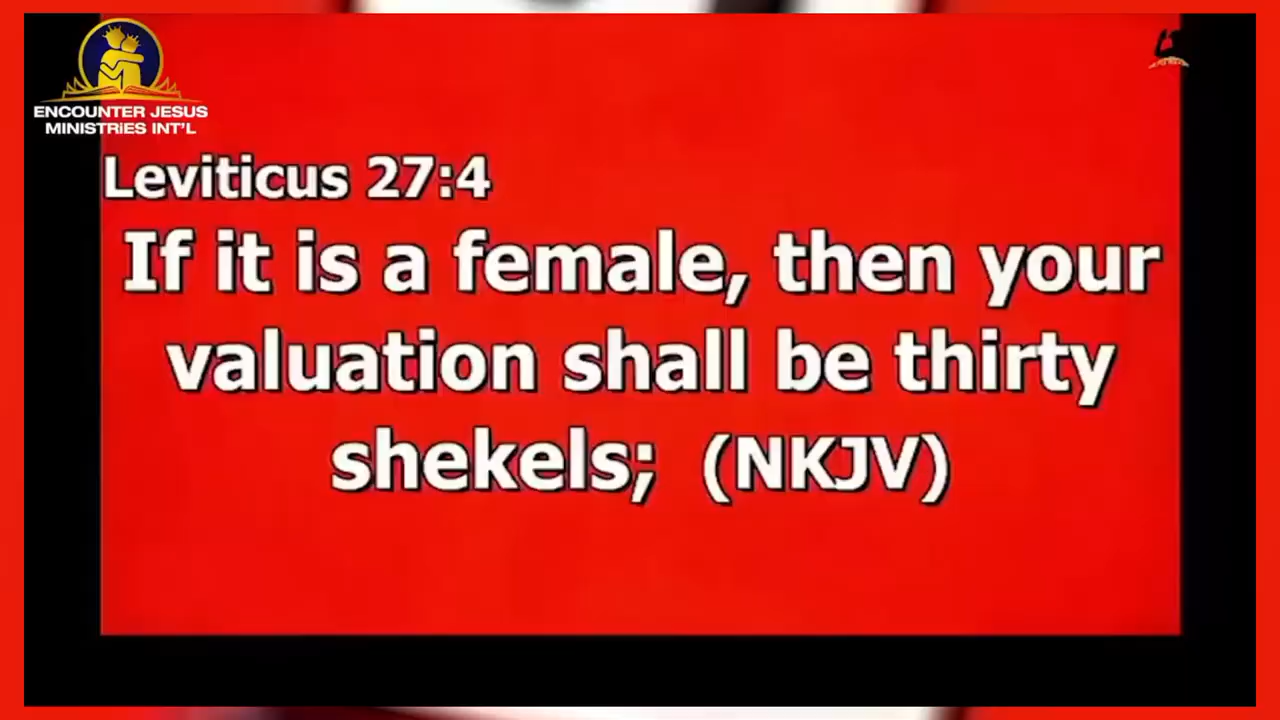 ENCOUNTER JESUS
MINISTRIES INT'L
Leviticus 27:4
If it is a female, then your
valuation shall be thirty
shekels; (NKJV)